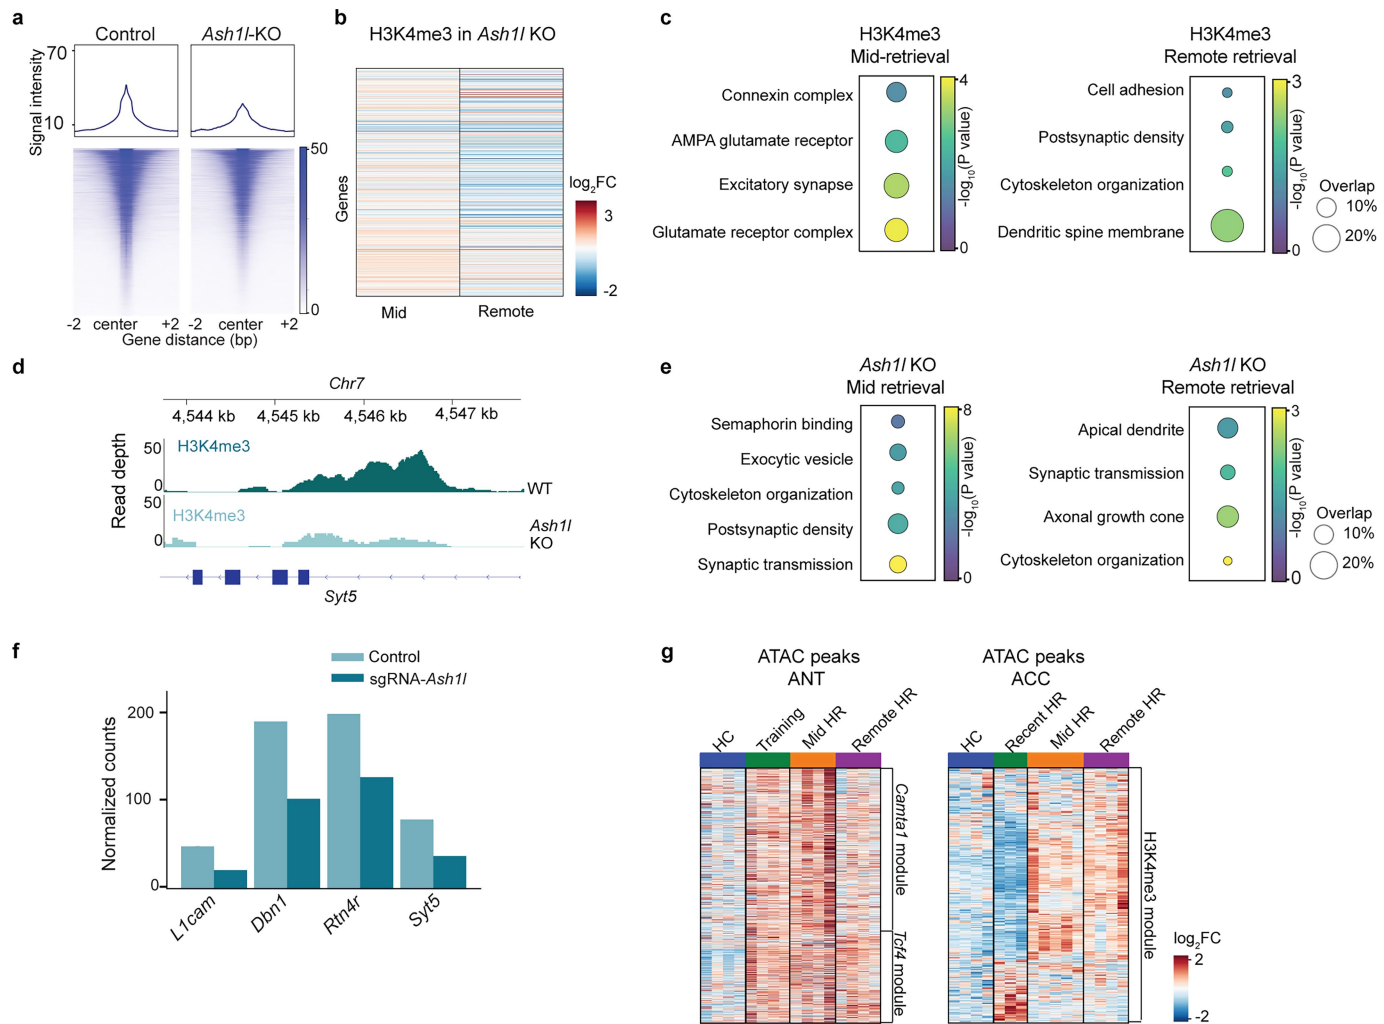 a
Control
Ash1l-KO
Signal intensity
70
10
50
0
-2 center +2
-2 center +2
Gene distance (bp)
b
H3K4me3 in Ash1l KO
Genes
Mid
Remote
log2FC
3
-2
c
H3K4me3
Mid-retrieval
Connexin complex
AMPA glutamate receptor
Excitatory synapse
Glutamate receptor complex
4
-log10(P value)
0
H3K4me3
Remote retrieval
Cell adhesion
Postsynaptic density
Cytoskeleton organization
Dendritic spine membrane
3
-log10(P value)
0
Overlap
10%
20%
d
Chr7
4,544 kb 4,545 kb 4,546 kb 4,547 kb
Read depth
50
H3K4me3
0
WT
50
H3K4me3
0
Ash1l
KO
Syt5
e
Ash1l KO
Mid retrieval
Semaphorin binding
Exocytic vesicle
Cytoskeleton organization
Postsynaptic density
Synaptic transmission
8
-log10(P value)
0
Ash1l KO
Remote retrieval
Apical dendrite
Synaptic transmission
Axonal growth cone
Cytoskeleton organization
3
-log10(P value)
0
Overlap
10%
20%
f
Control
sgRNA-Ash1l
Normalized counts
200
100
0
L1cam
Dbn1
Rtn4r
Syt5
g
ATAC peaks
ANT
HC
Training
Mid HR
Remote HR
Camta1 module
Tcf4 module
ATAC peaks
ACC
HC
Recent HR
Mid HR
Remote HR
H3K4me3 module
log2FC
2
-2